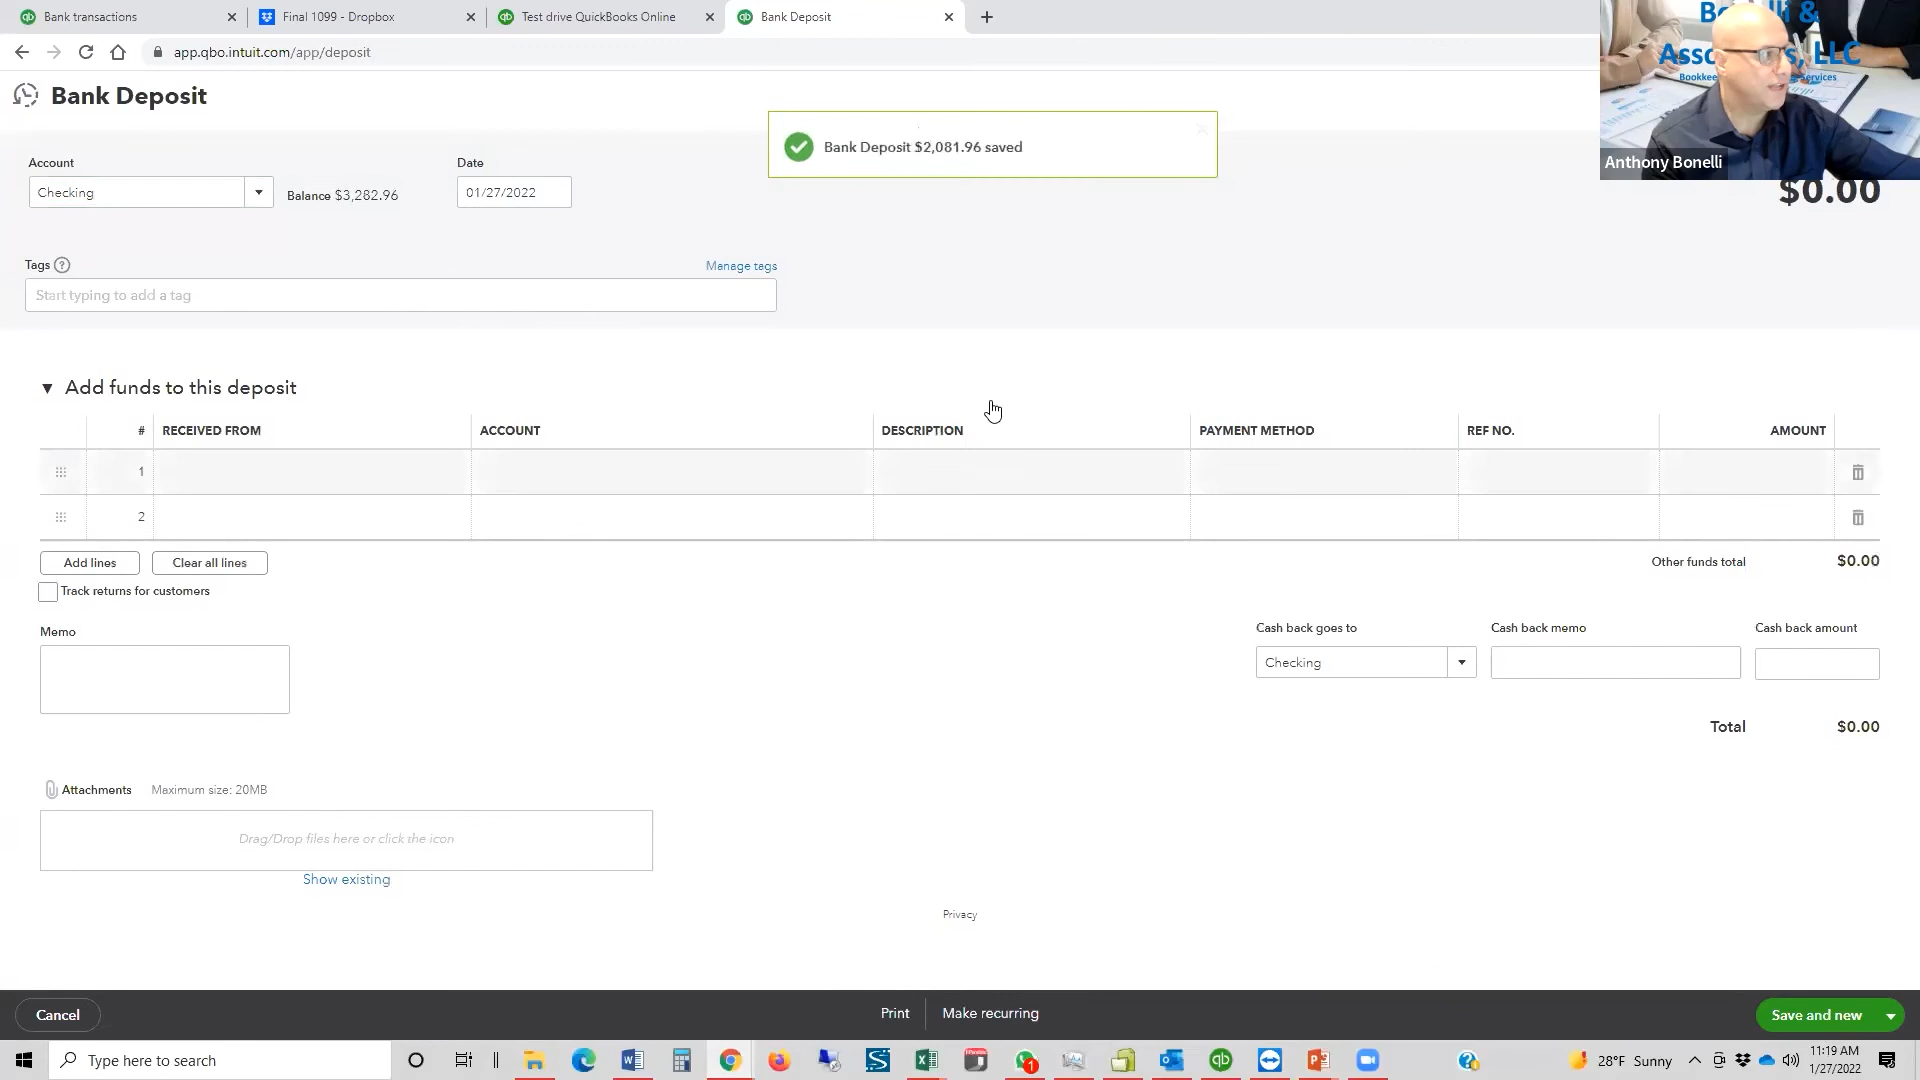 Bank transactions
Final 1099 - Dropbox
Test drive QuickBooks Online
Bank Deposit
app.qbo.intuit.com/app/deposit
Bank Deposit
Bank Deposit $2,081.96 saved
Anthony Bonelli
$0.00
Account
Date
Checking
Balance $3,282.96
01/27/2022
Tags
Manage tags
Start typing to add a tag
Add funds to this deposit
# RECEIVED FROM ACCOUNT DESCRIPTION PAYMENT METHOD REF NO. AMOUNT
1
2
Add lines
Clear all lines
Other funds total $0.00
Track returns for customers
Memo
Cash back goes to
Cash back memo
Cash back amount
Checking
Total $0.00
Attachments Maximum size: 20MB
Drag/Drop files here or click the icon
Show existing
Privacy
Cancel
Print
Make recurring
Save and new
Type here to search
28°F Sunny
11:19 AM
1/27/2022